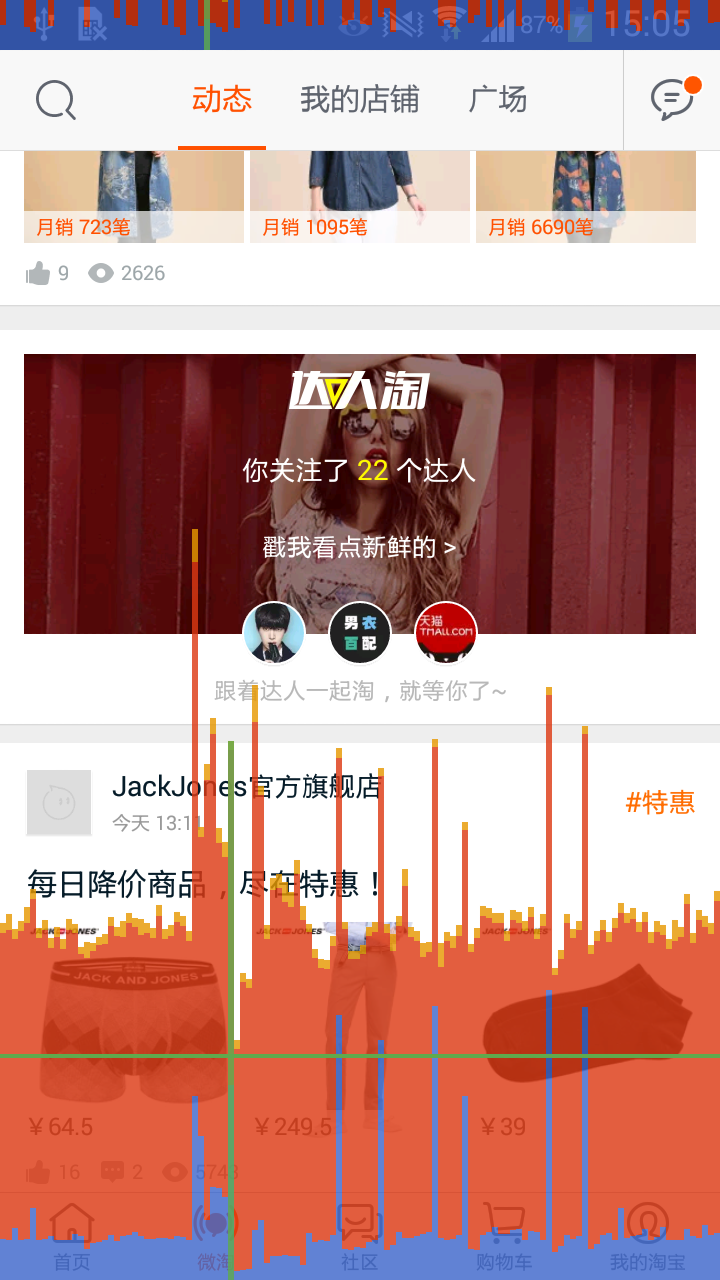 87% 15:05
动态 我的店铺 广场
月销 723笔 月销 1095笔 月销 6690笔
9 2626
达人淘
你关注了 22 个达人
戳我看点新鲜的 >
男衣
百配
天猫
TMALL.COM
跟着达人一起淘，就等你了~
JackJones官方旗舰店
#特惠
今天 13:11
每日降价商品，尽在特惠！
JACK JONES JACK JONES JACK JONES
JACK AND JONES
¥64.5 ¥249.5 ¥39
16 2 5743
首页 微淘 社区 购物车 我的淘宝